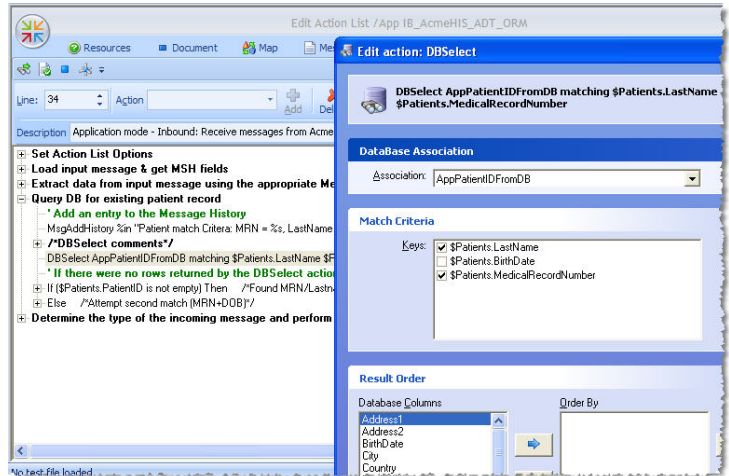 Edit Action List /App IB_AcmeHIS_ADT_ORM
Resources Document Map
Line: 34 Action Add
Description Application mode - Inbound: Receive messages from Acme
Set Action List Options
Load input message & get MSH fields
Extract data from input message using the appropriate Me
Query DB for existing patient record
' Add an entry to the Message History
MsgAddHistory %in "Patient match Critera: MRN = %s, LastName
/*DBSelect comments*/
DBSelect AppPatientIDFromDB matching $Patients.LastName $P
' If there were no rows returned by the DBSelect actio
If ($Patients.PatientID is not empty) Then /*Found MRN/Lastn
Else /*Attempt second match (MRN+DOB)*/
Determine the type of the incoming message and perform
No test file loaded
Edit action: DBSelect
DBSelect AppPatientIDFromDB matching $Patients.LastName
$Patients.MedicalRecordNumber
DataBase Association
Association: AppPatientIDFromDB
Match Criteria
Keys: $Patients.LastName
$Patients.BirthDate
$Patients.MedicalRecordNumber
Result Order
Database Columns Order By
Address1
Address2
BirthDate
City
Country